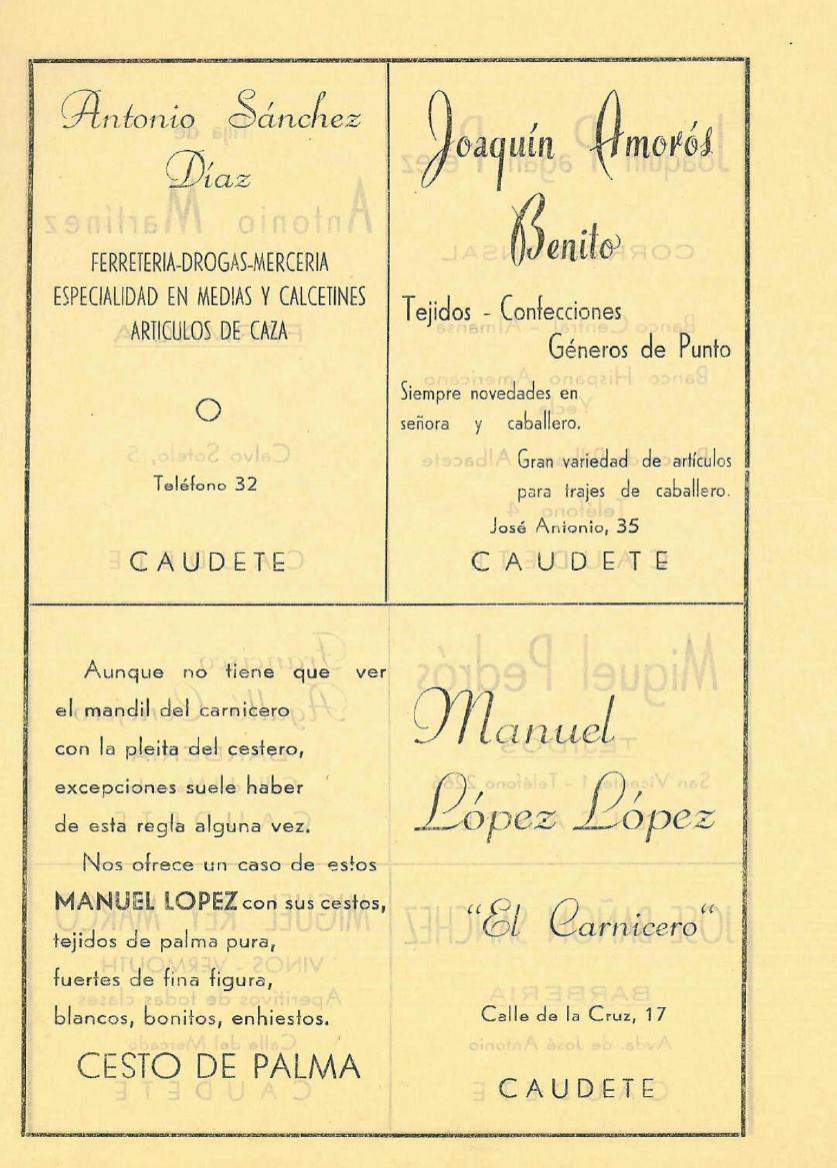 Antonio Sánchez
Díaz
FERRETERIA-DROGAS-MERCERIA
ESPECIALIDAD EN MEDIAS Y CALCETINES
ARTICULOS DE CAZA
Teléfono 32
CAUDETE
Joaquín Amorós
Benito
Tejidos - Confecciones
Géneros de Punto
Siempre novedades en
señora y caballero.
Gran variedad de artículos
para trajes de caballero.
José Antonio, 35
CAUDETE
Aunque no tiene que ver
el mandil del carnicero
con la pleita del cestero,
excepciones suele haber
de esta regla alguna vez.
Nos ofrece un caso de estos
MANUEL LOPEZ con sus cestos,
tejidos de palma pura,
fuertes de fina figura,
blancos, bonitos, enhiestos.
CESTO DE PALMA
Manuel
López López
"El Carnicero"
Calle de la Cruz, 17
CAUDETE